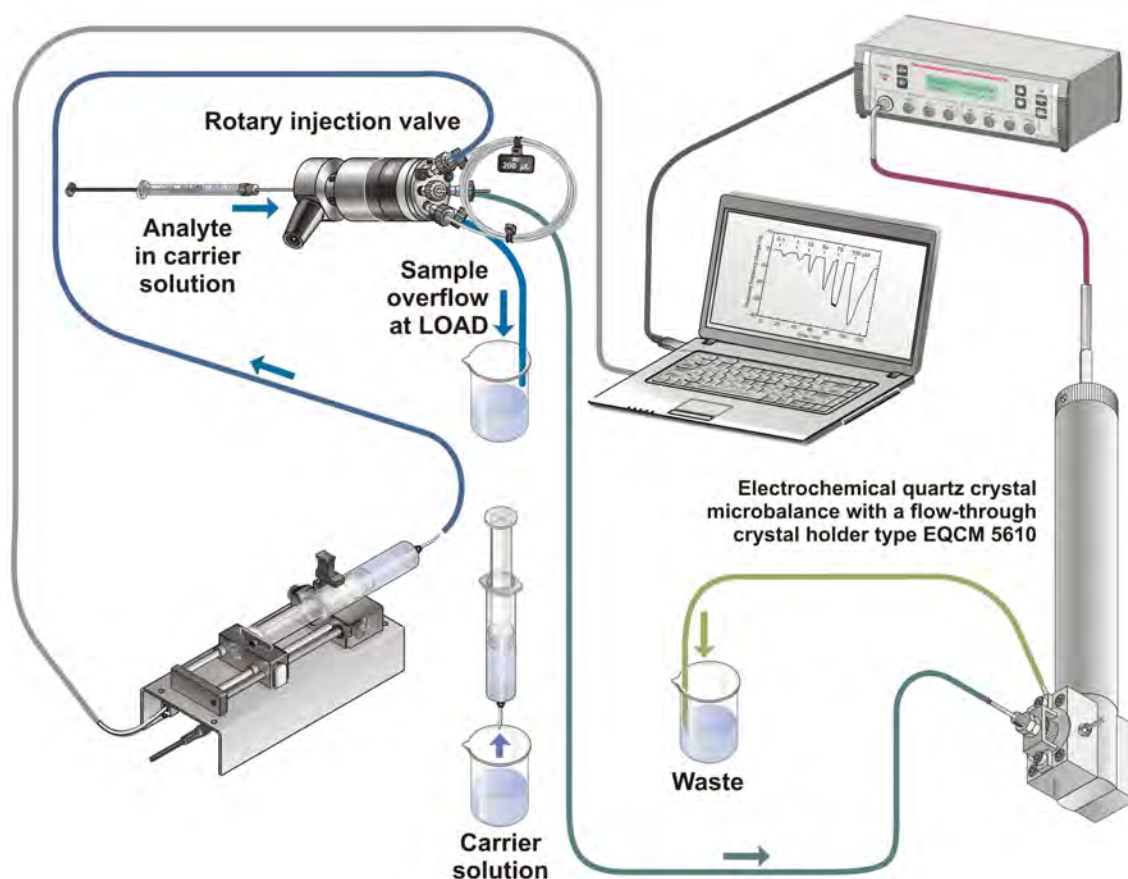 Rotary injection valve
200 µL
Analyte
in carrier
solution
Sample
overflow
at LOAD
Electrochemical quartz crystal
microbalance with a flow-through
crystal holder type EQCM 5610
Waste
Carrier
solution